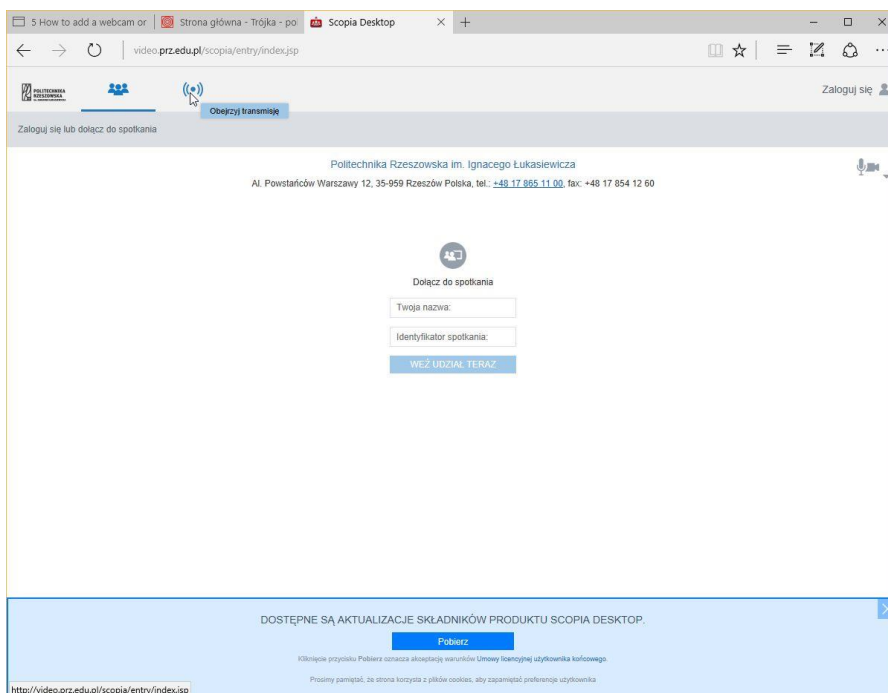 5 How to add a webcam or
Strona główna - Trójka - po
Scopia Desktop
video.prz.edu.pl/scopia/entry/index.jsp
POLITECHNIKA
RZESZOWSKA
Zaloguj się
Obejrzyj transmisję
Zaloguj się lub dołącz do spotkania
Politechnika Rzeszowska im. Ignacego Łukasiewicza
Al. Powstańców Warszawy 12, 35-959 Rzeszów Polska, tel.: +48 17 865 11 00, fax: +48 17 854 12 60
Dołącz do spotkania
Twoja nazwa:
Identyfikator spotkania:
WEŹ UDZIAŁ TERAZ
DOSTĘPNE SĄ AKTUALIZACJE SKŁADNIKÓW PRODUKTU SCOPIA DESKTOP.
Pobierz
Kliknięcie przycisku Pobierz oznacza akceptację warunków Umowy licencyjnej użytkownika końcowego.
Prosimy pamiętać, że strona korzysta z plików cookies, aby zapamiętać preferencje użytkownika
http://video.prz.edu.pl/scopia/entry/index.jsp